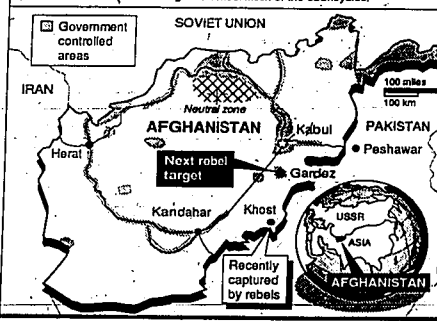 SOVIET UNION
Government
controlled
areas
IRAN
100 miles
100 km
Neutral zone
AFGHANISTAN
Kabul
PAKISTAN
Peshawar
Herat
Next robel
target
Gardez
Kandahar
Khost
USSR
ASIA
Recently
captured
by rebels
AFGHANISTAN